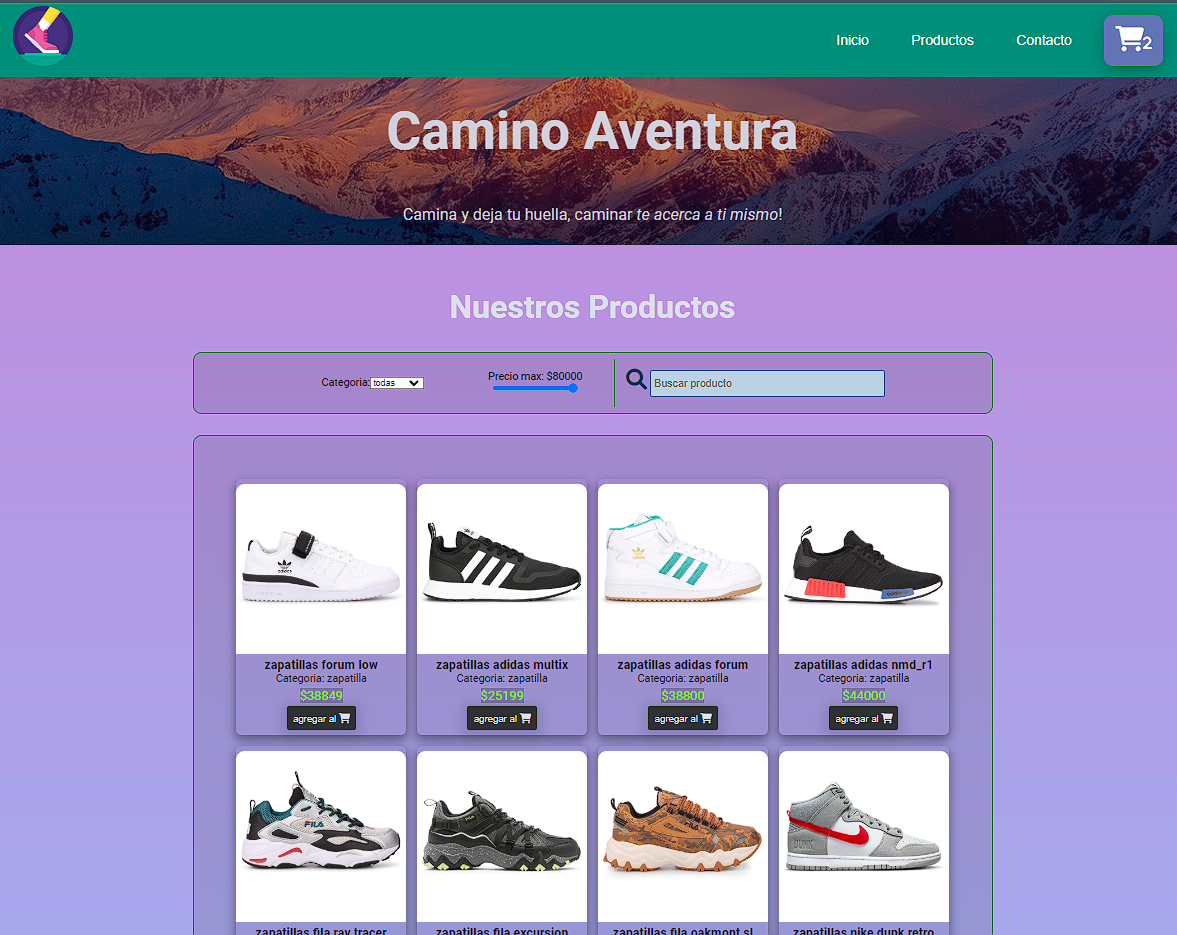 Inicio Productos Contacto 2
Camino Aventura
Camina y deja tu huella, caminar te acerca a ti mismo!
Nuestros Productos
Categoria: todas Precio max: $80000 Buscar producto
zapatillas forum low zapatillas adidas multix zapatillas adidas forum zapatillas adidas nmd_r1
Categoria: zapatilla Categoria: zapatilla Categoria: zapatilla Categoria: zapatilla
$38849 $25199 $38800 $44000
agregar al agregar al agregar al agregar al
FILA
zapatillas fila ray tracer zapatillas fila excursion zapatillas fila oakmont sl zapatillas nike dunk retro